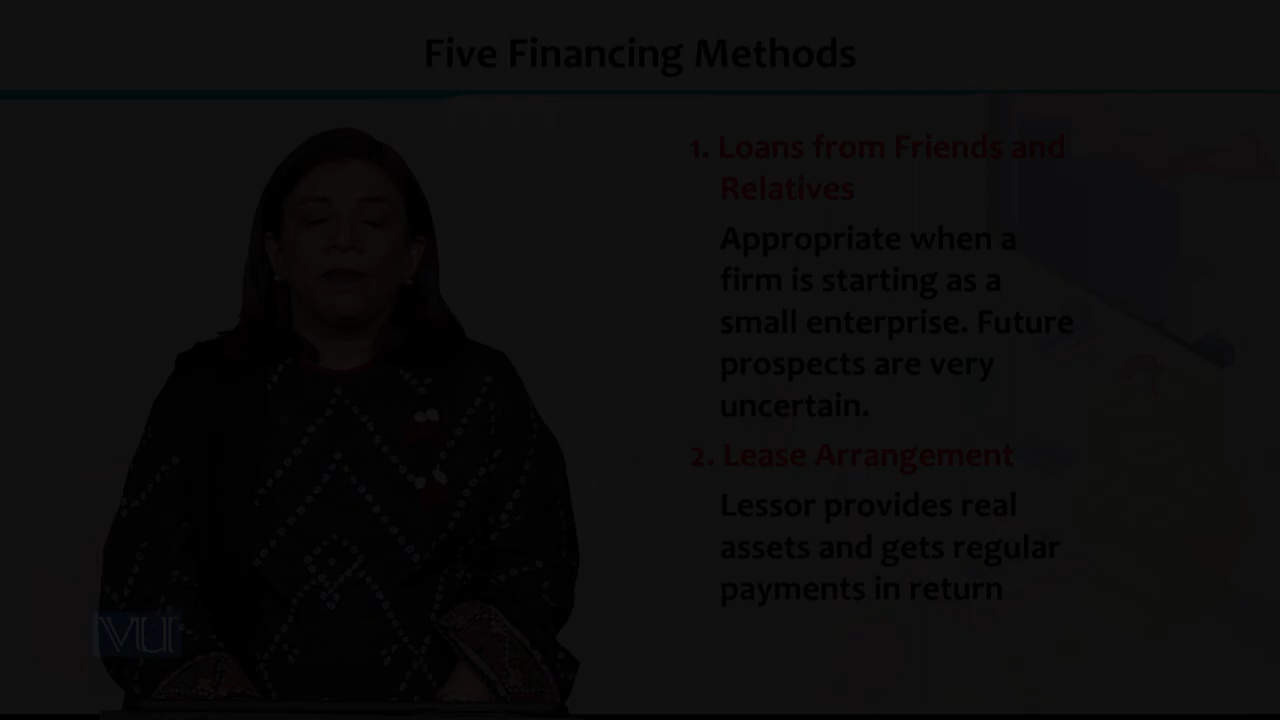 Five Financing Methods
1. Loans from Friends and
Relatives
Appropriate when a
firm is starting as a
small enterprise. Future
prospects are very
uncertain.
2. Lease Arrangement
Lessor provides real
assets and gets regular
payments in return
VU